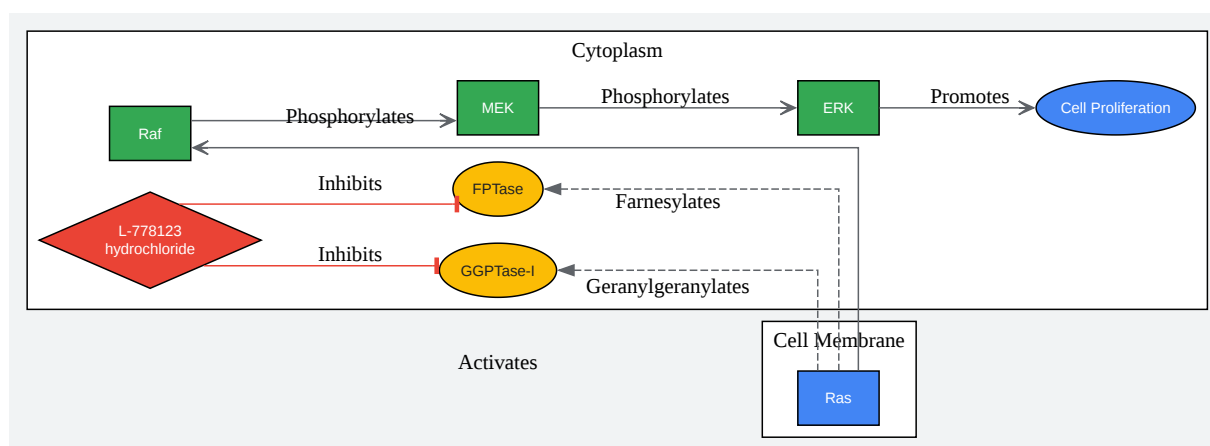 Cytoplasm
Phosphorylates
MEK
Phosphorylates
ERK
Promotes
Cell Proliferation
Raf
Inhibits
FPTase
Farnesylates
L-778123
hydrochloride
Inhibits
GGPTase-I
Geranylgeranylates
Cell Membrane
Activates
Ras